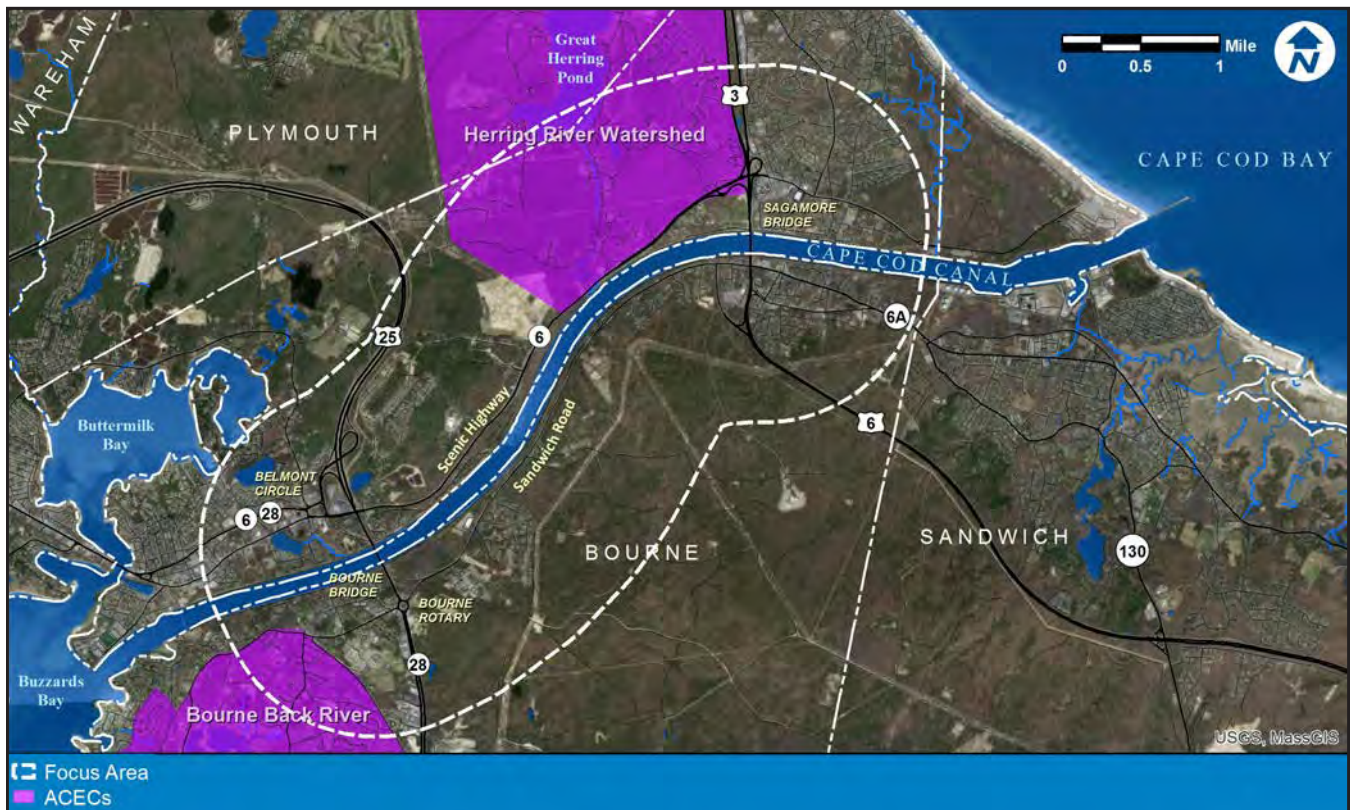 WAREHAM
PLYMOUTH
Great
Herring
Pond
3
Herring River Watershed
Mile
0 0.5 1
N
CAPE COD BAY
SAGAMORE
BRIDGE
CAPE COD CANAL
25
6
6A
Buttermilk
Bay
Scenic Highway
Sandwich Road
6
BELMONT
CIRCLE
6
28
BOURNE
SANDWICH
130
BOURNE
BRIDGE
BOURNE
ROTARY
28
Buzzards
Bay
Bourne Back River
USGS, MassGIS
Focus Area
ACECs